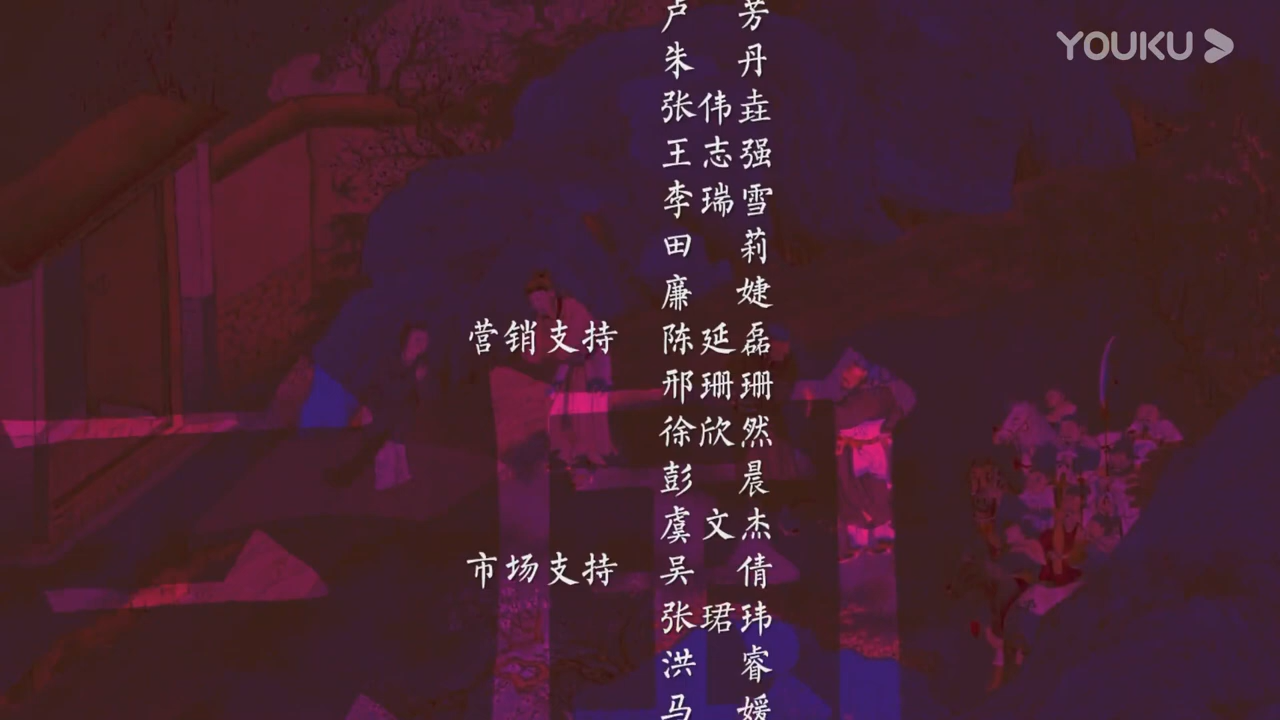 YOUKU
卢 芳
朱 丹
张伟垚
王志强
李瑞雪
田 莉
廉 婕
营销支持 陈延磊
邢珊珊
徐欣然
彭 晨
虞文杰
市场支持 吴 倩
张珺玮
洪 睿
马 媛